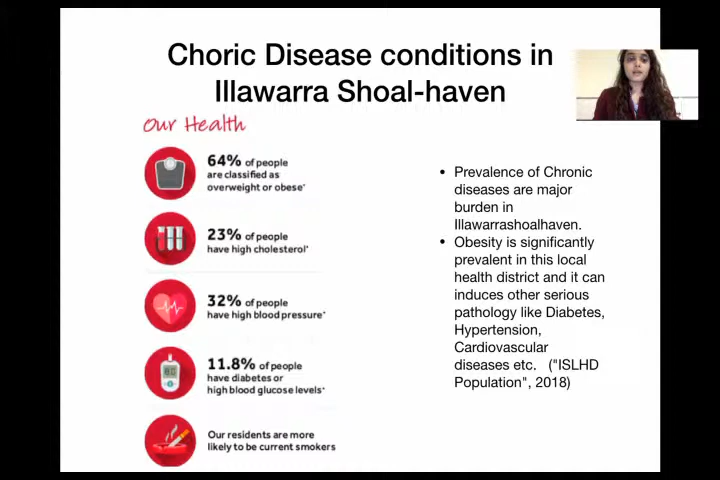 Choric Disease conditions in
Illawarra Shoal-haven
Our Health
64% of people
are classified as
overweight or obese*
23% of people
have high cholesterol*
32% of people
have high blood pressure*
11.8% of people
have diabetes or
high blood glucose levels*
Our residents are more
likely to be current smokers
• Prevalence of Chronic
diseases are major
burden in
Illawarrashoalhaven.
• Obesity is significantly
prevalent in this local
health district and it can
induces other serious
pathology like Diabetes,
Hypertension,
Cardiovascular
diseases etc. ("ISLHD
Population", 2018)